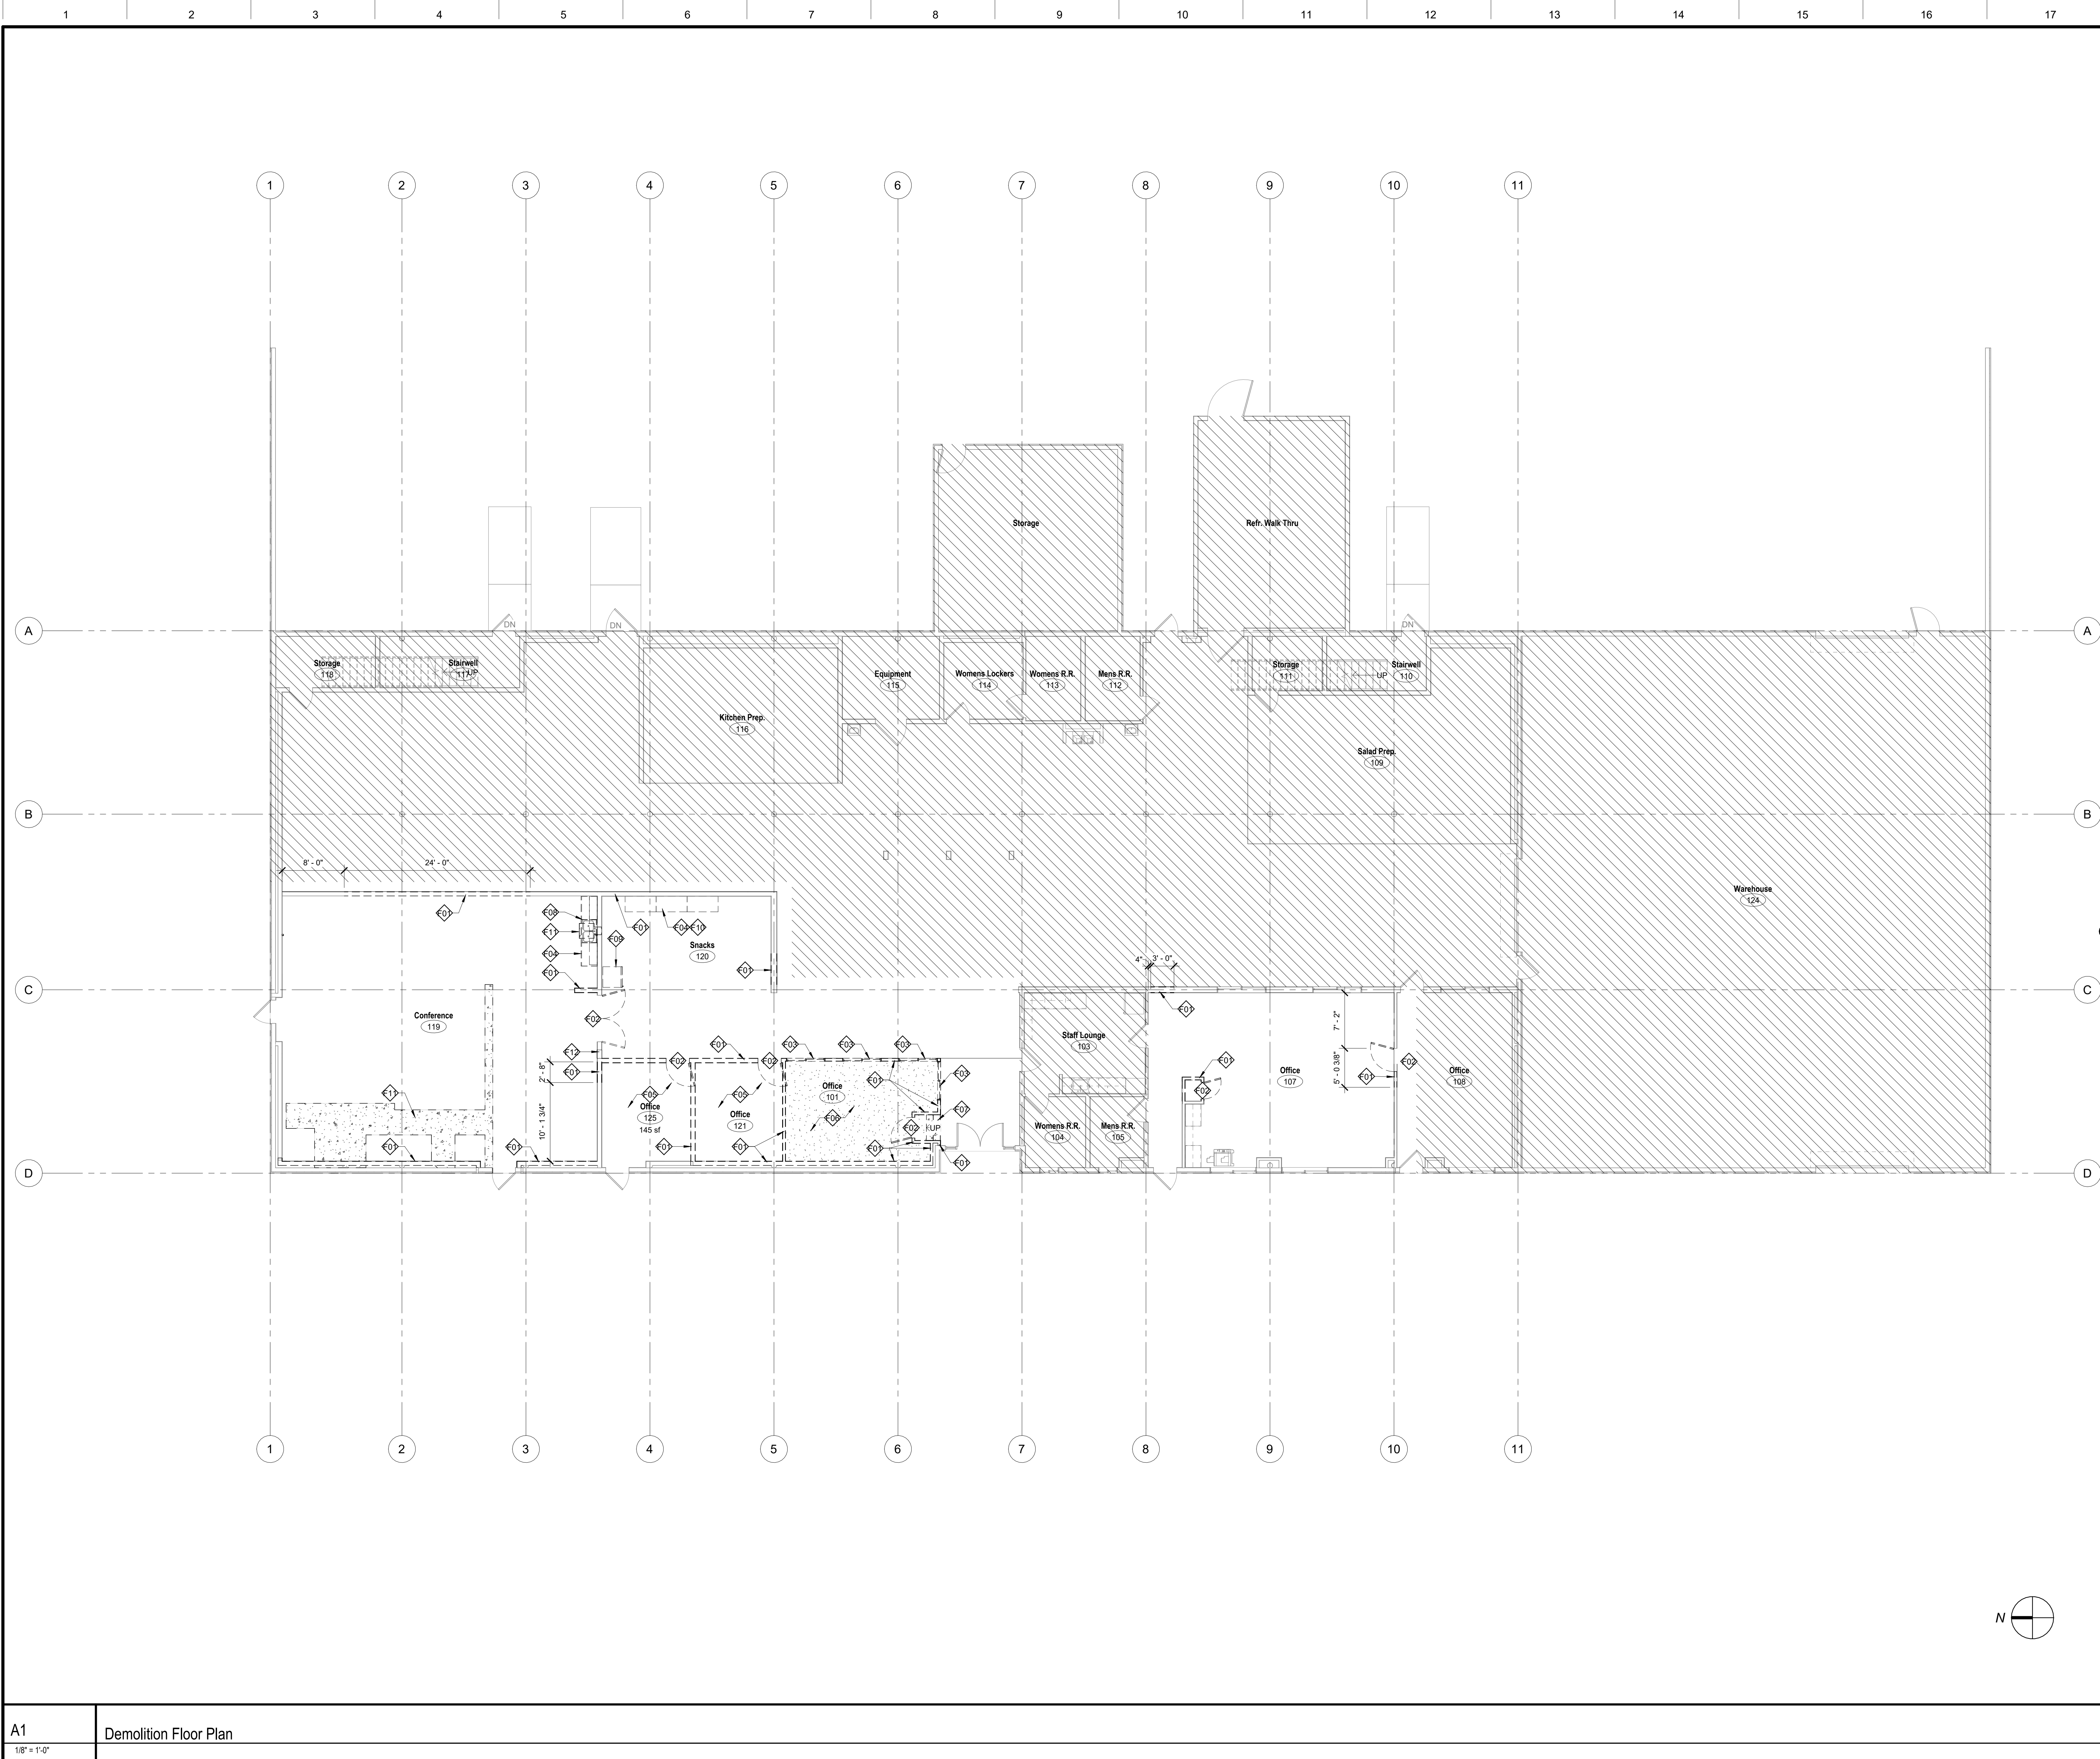 1 2 3 4 5 6 7 8 9 10 11 12 13 14 15 16 17
1 2 3 4 5 6 7 8 9 10 11
Storage
Refr. Walk Thru
A DN DN DN A
Storage
118
Stairwell
117
UP
Equipment
115
Womens Lockers
114
Womens R.R.
113
Mens R.R.
112
Storage
111
UP
Stairwell
110
Kitchen Prep.
116
Salad Prep.
109
B B
8' - 0" 24' - 0"
Warehouse
124
F01 F08 F11 F04 F01 F09 F01 F04 F10
Snacks
120
F01
4" 3' - 0"
C C
F01
Conference
119
F02
F12
F01
2' - 8"
10' - 1 3/4"
F11
F01
F01
F01 F02 F02 F03 F03 F03
F05 F05
Office
125
145 sf
Office
121
Office
101
F06
F01 F01
F01 F03 F07 F02 UP F01 F01
Staff Lounge
103
Womens R.R.
104
Mens R.R.
105
F01
F02
Office
107
7' - 2"
5' - 0 3/8"
F02
F01
Office
108
D D
1 2 3 4 5 6 7 8 9 10 11
N
A1 Demolition Floor Plan
1/8" = 1'-0"